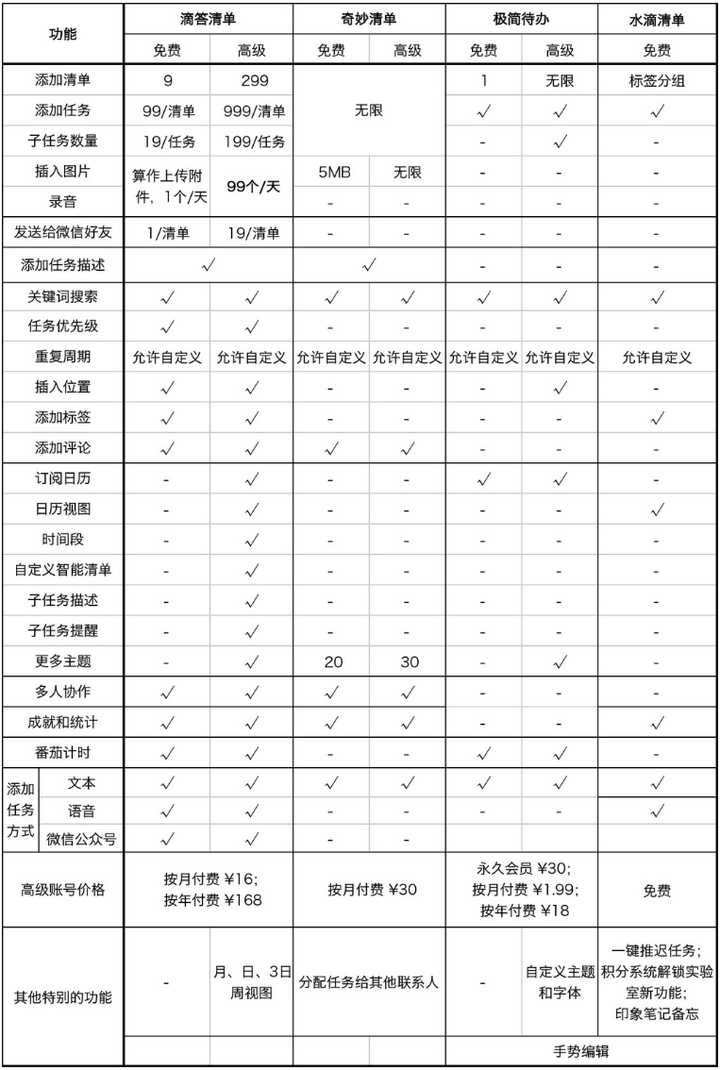 功能 滴答清单 奇妙清单 极简待办 水滴清单
免费 高级 免费 高级 免费 高级 免费
添加清单 9 299 无限 1 无限 标签分组
添加任务 99/清单 999/清单 √ √ √
子任务数量 19/任务 199/任务 - √ -
插入图片 算作上传附件，1个/天 99个/天 5MB 无限 - - -
录音 - - - - -
发送给微信好友 1/清单 19/清单 - - - - -
添加任务描述 √ √ - - -
关键词搜索 √ √ √ √ √ √ √
任务优先级 √ √ - - - - -
重复周期 允许自定义 允许自定义 允许自定义 允许自定义 允许自定义 允许自定义 允许自定义
插入位置 √ √ - - - √ -
添加标签 √ √ - - - - √
添加评论 √ √ √ √ - - -
订阅日历 - √ - - √ √ -
日历视图 - √ - - - - √
时间段 - √ - - - - -
自定义智能清单 - √ - - - - -
子任务描述 - √ - - - - -
子任务提醒 - √ - - - - -
更多主题 - √ 20 30 - √ -
多人协作 √ √ √ √ - - -
成就和统计 √ √ √ √ - - √
番茄计时 √ √ - - √ √ -
添加任务方式 文本 √ √ √ √ √ √ √
语音 √ √ - - - - √
微信公众号 √ √ - -
高级账号价格 按月付费 ¥16；
按年付费 ¥168
按月付费 ¥30
永久会员 ¥30；
按月付费 ¥1.99；
按年付费 ¥18
免费
其他特别的功能 -
月、日、3日
周视图
分配任务给其他联系人
-
自定义主题
和字体
一键推迟任务；
积分系统解锁实验
室新功能；
印象笔记备忘
手势编辑